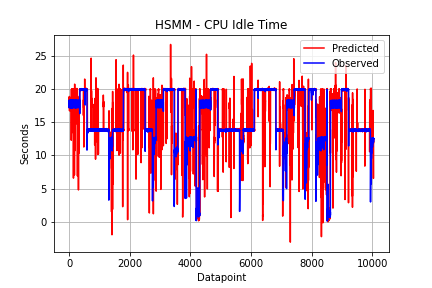 HSMM - CPU Idle Time
Predicted
Observed
25
20
15
10
5
0
Seconds
0
2000
4000
6000
8000
10000
Datapoint